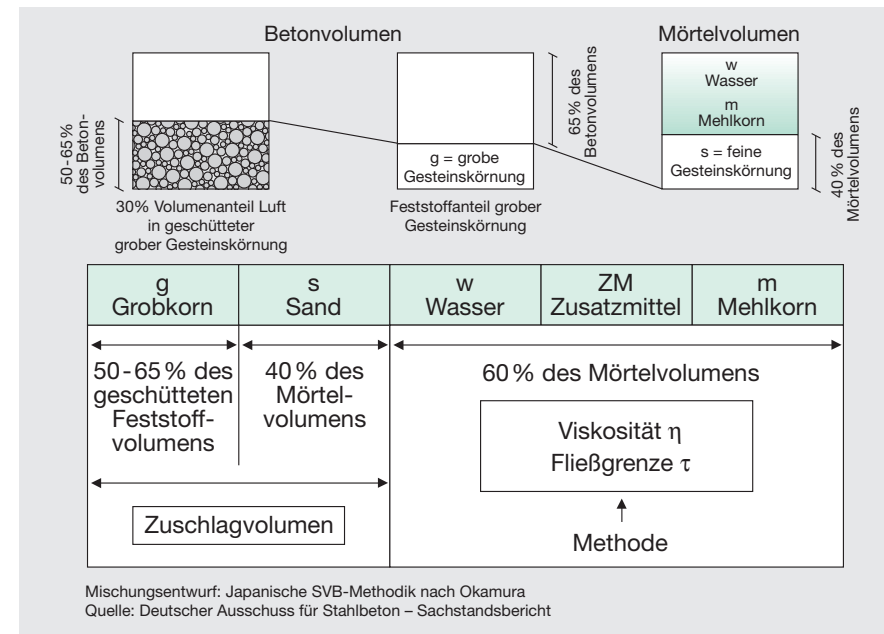 Betonvolumen
Mörtelvolumen
50-65%
des Beton-
volumens
65% des
Betonvolumens
w
Wasser
m
Mehlkorn
g = grobe
Gesteinskörnung
s = feine
Gesteinskörnung
40% des
Mörtelvolumens
30% Volumenanteil Luft
in geschütteter
grober Gesteinskörnung
Feststoffanteil grober
Gesteinskörnung
g
Grobkorn
s
Sand
w
Wasser
ZM
Zusatzmittel
m
Mehlkorn
50-65% des
geschütteten
Feststoff-
volumens
40% des
Mörtel-
volumens
60% des Mörtelvolumens
Viskosität η
Fließgrenze τ
Zuschlagvolumen
Methode
Mischungsentwurf: Japanische SVB-Methodik nach Okamura
Quelle: Deutscher Ausschuss für Stahlbeton – Sachstandsbericht